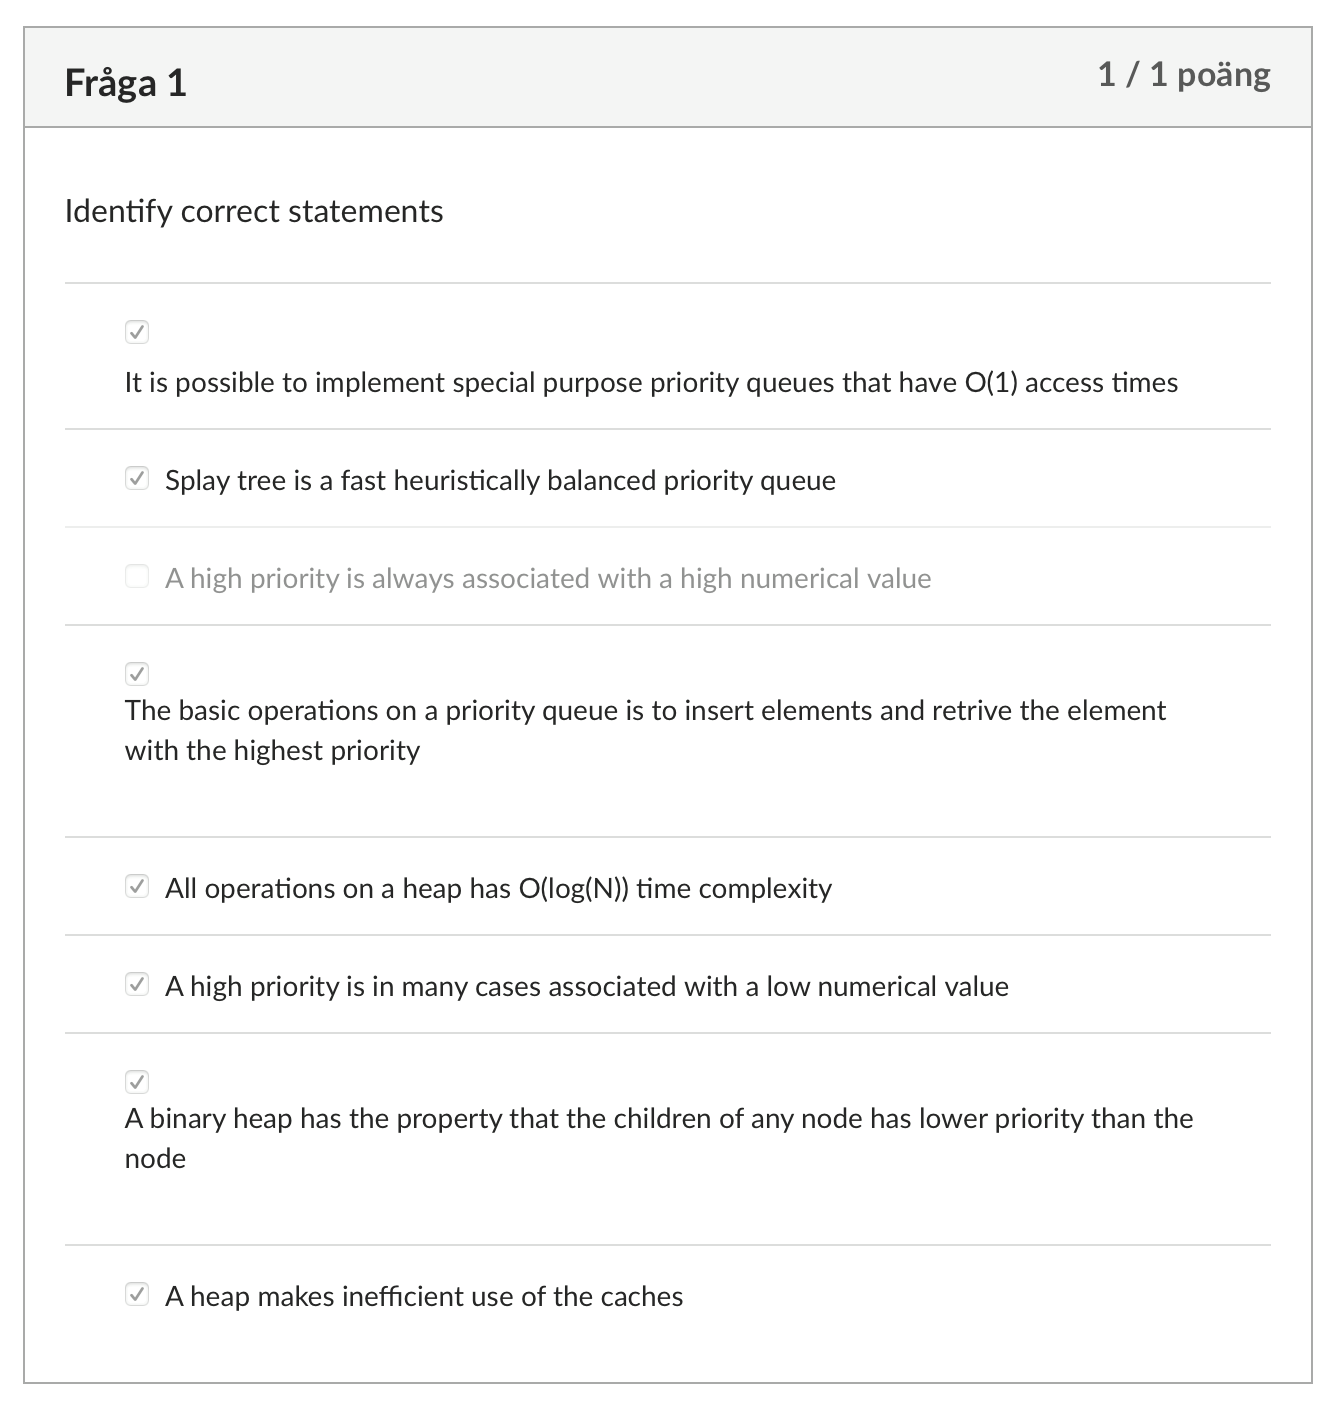 Fråga 1
1 / 1 poäng
Identify correct statements
It is possible to implement special purpose priority queues that have O(1) access times
Splay tree is a fast heuristically balanced priority queue
A high priority is always associated with a high numerical value
The basic operations on a priority queue is to insert elements and retrive the element
with the highest priority
All operations on a heap has O(log(N)) time complexity
A high priority is in many cases associated with a low numerical value
A binary heap has the property that the children of any node has lower priority than the
node
A heap makes inefficient use of the caches